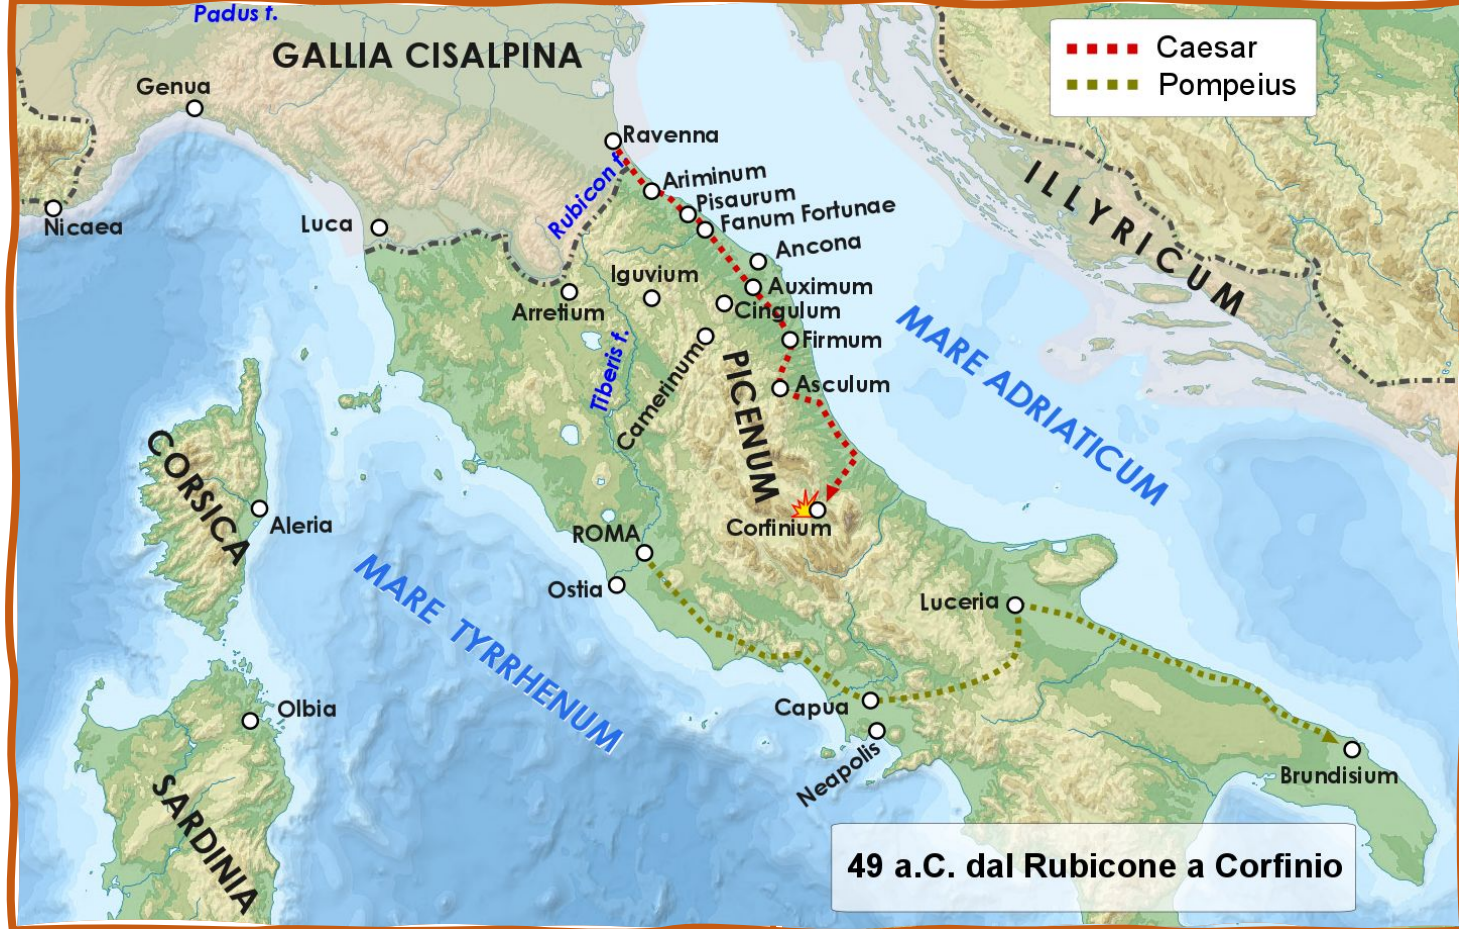 Padus f.
GALLIA CISALPINA
Caesar
Pompeius
Genua
Ravenna
Rubicon f.
Ariminum
Pisaurum
Fanum Fortunae
Nicaea
Luca
Ancona
ILLYRICUM
Iguvium
Auximum
Arretium
Cingulum
Firmum
MARE ADRIATICUM
Tiberis f.
Camerinum
PICENUM
Asculum
CORSICA
Aleria
Corfinium
ROMA
Ostia
MARE TYRRHENUM
Luceria
Olbia
Capua
Neapolis
Brundisium
SARDINIA
49 a.C. dal Rubicone a Corfinio